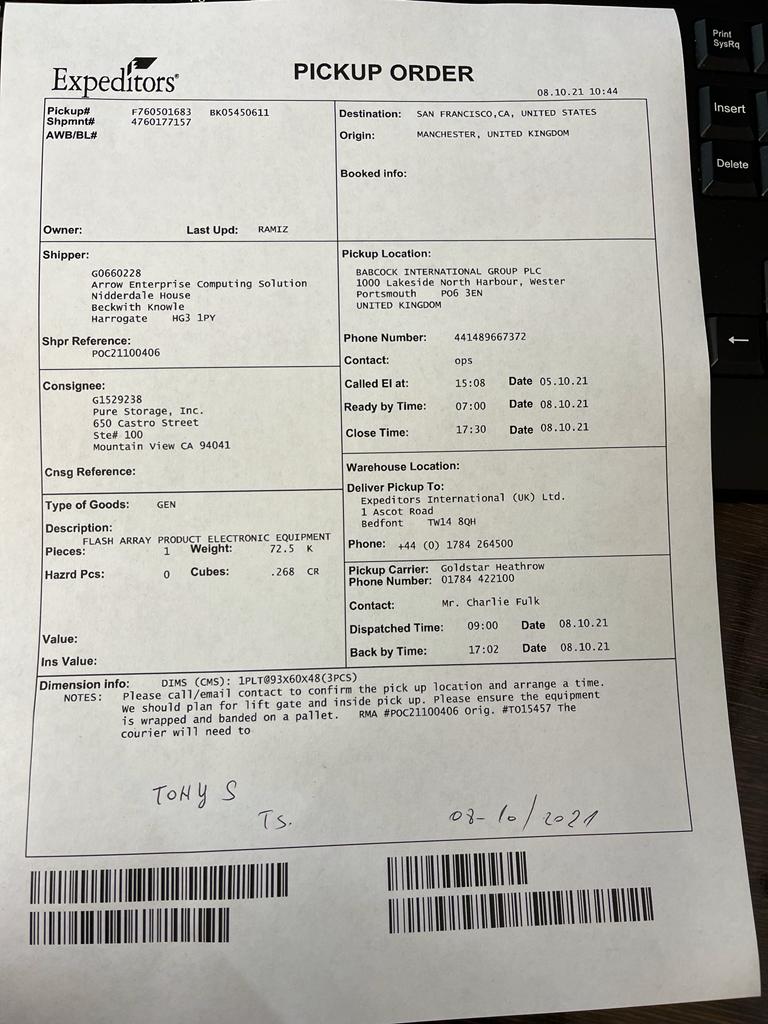 Print
SysRq
Insert
Delete
Expeditors®
PICKUP ORDER
08.10.21 10:44
Pickup# F760501683 BK05450611
Shpmnt# 4760177157
AWB/BL#
Owner: Last Upd: RAMIZ
Destination: SAN FRANCISCO,CA, UNITED STATES
Origin: MANCHESTER, UNITED KINGDOM
Booked info:
Shipper:
G0660228
Arrow Enterprise Computing Solution
Nidderdale House
Beckwith Knowle
Harrogate HG3 1PY
Shpr Reference:
POC21100406
Pickup Location:
BABCOCK INTERNATIONAL GROUP PLC
1000 Lakeside North Harbour, Wester
Portsmouth PO6 3EN
UNITED KINGDOM
Phone Number: 441489667372
Contact: ops
Called EI at: 15:08 Date 05.10.21
Ready by Time: 07:00 Date 08.10.21
Close Time: 17:30 Date 08.10.21
Consignee:
G1529238
Pure Storage, Inc.
650 Castro Street
Ste# 100
Mountain View CA 94041
Cnsg Reference:
Warehouse Location:
Deliver Pickup To:
Expeditors International (UK) Ltd.
1 Ascot Road
Bedfont TW14 8QH
Phone: +44 (0) 1784 264500
Type of Goods: GEN
Description:
FLASH ARRAY PRODUCT ELECTRONIC EQUIPMENT
Pieces: 1 Weight: 72.5 K
Hazrd Pcs: 0 Cubes: .268 CR
Value:
Ins Value:
Pickup Carrier: Goldstar Heathrow
Phone Number: 01784 422100
Contact: Mr. Charlie Fulk
Dispatched Time: 09:00 Date 08.10.21
Back by Time: 17:02 Date 08.10.21
Dimension info: DIMS (CMS): 1PLT@93x60x48(3PCS)
NOTES: Please call/email contact to confirm the pick up location and arrange a time.
We should plan for lift gate and inside pick up. Please ensure the equipment
is wrapped and banded on a pallet. RMA #POC21100406 Orig. #TO15457 The
courier will need to
TONY S
TS.
08-10/2021